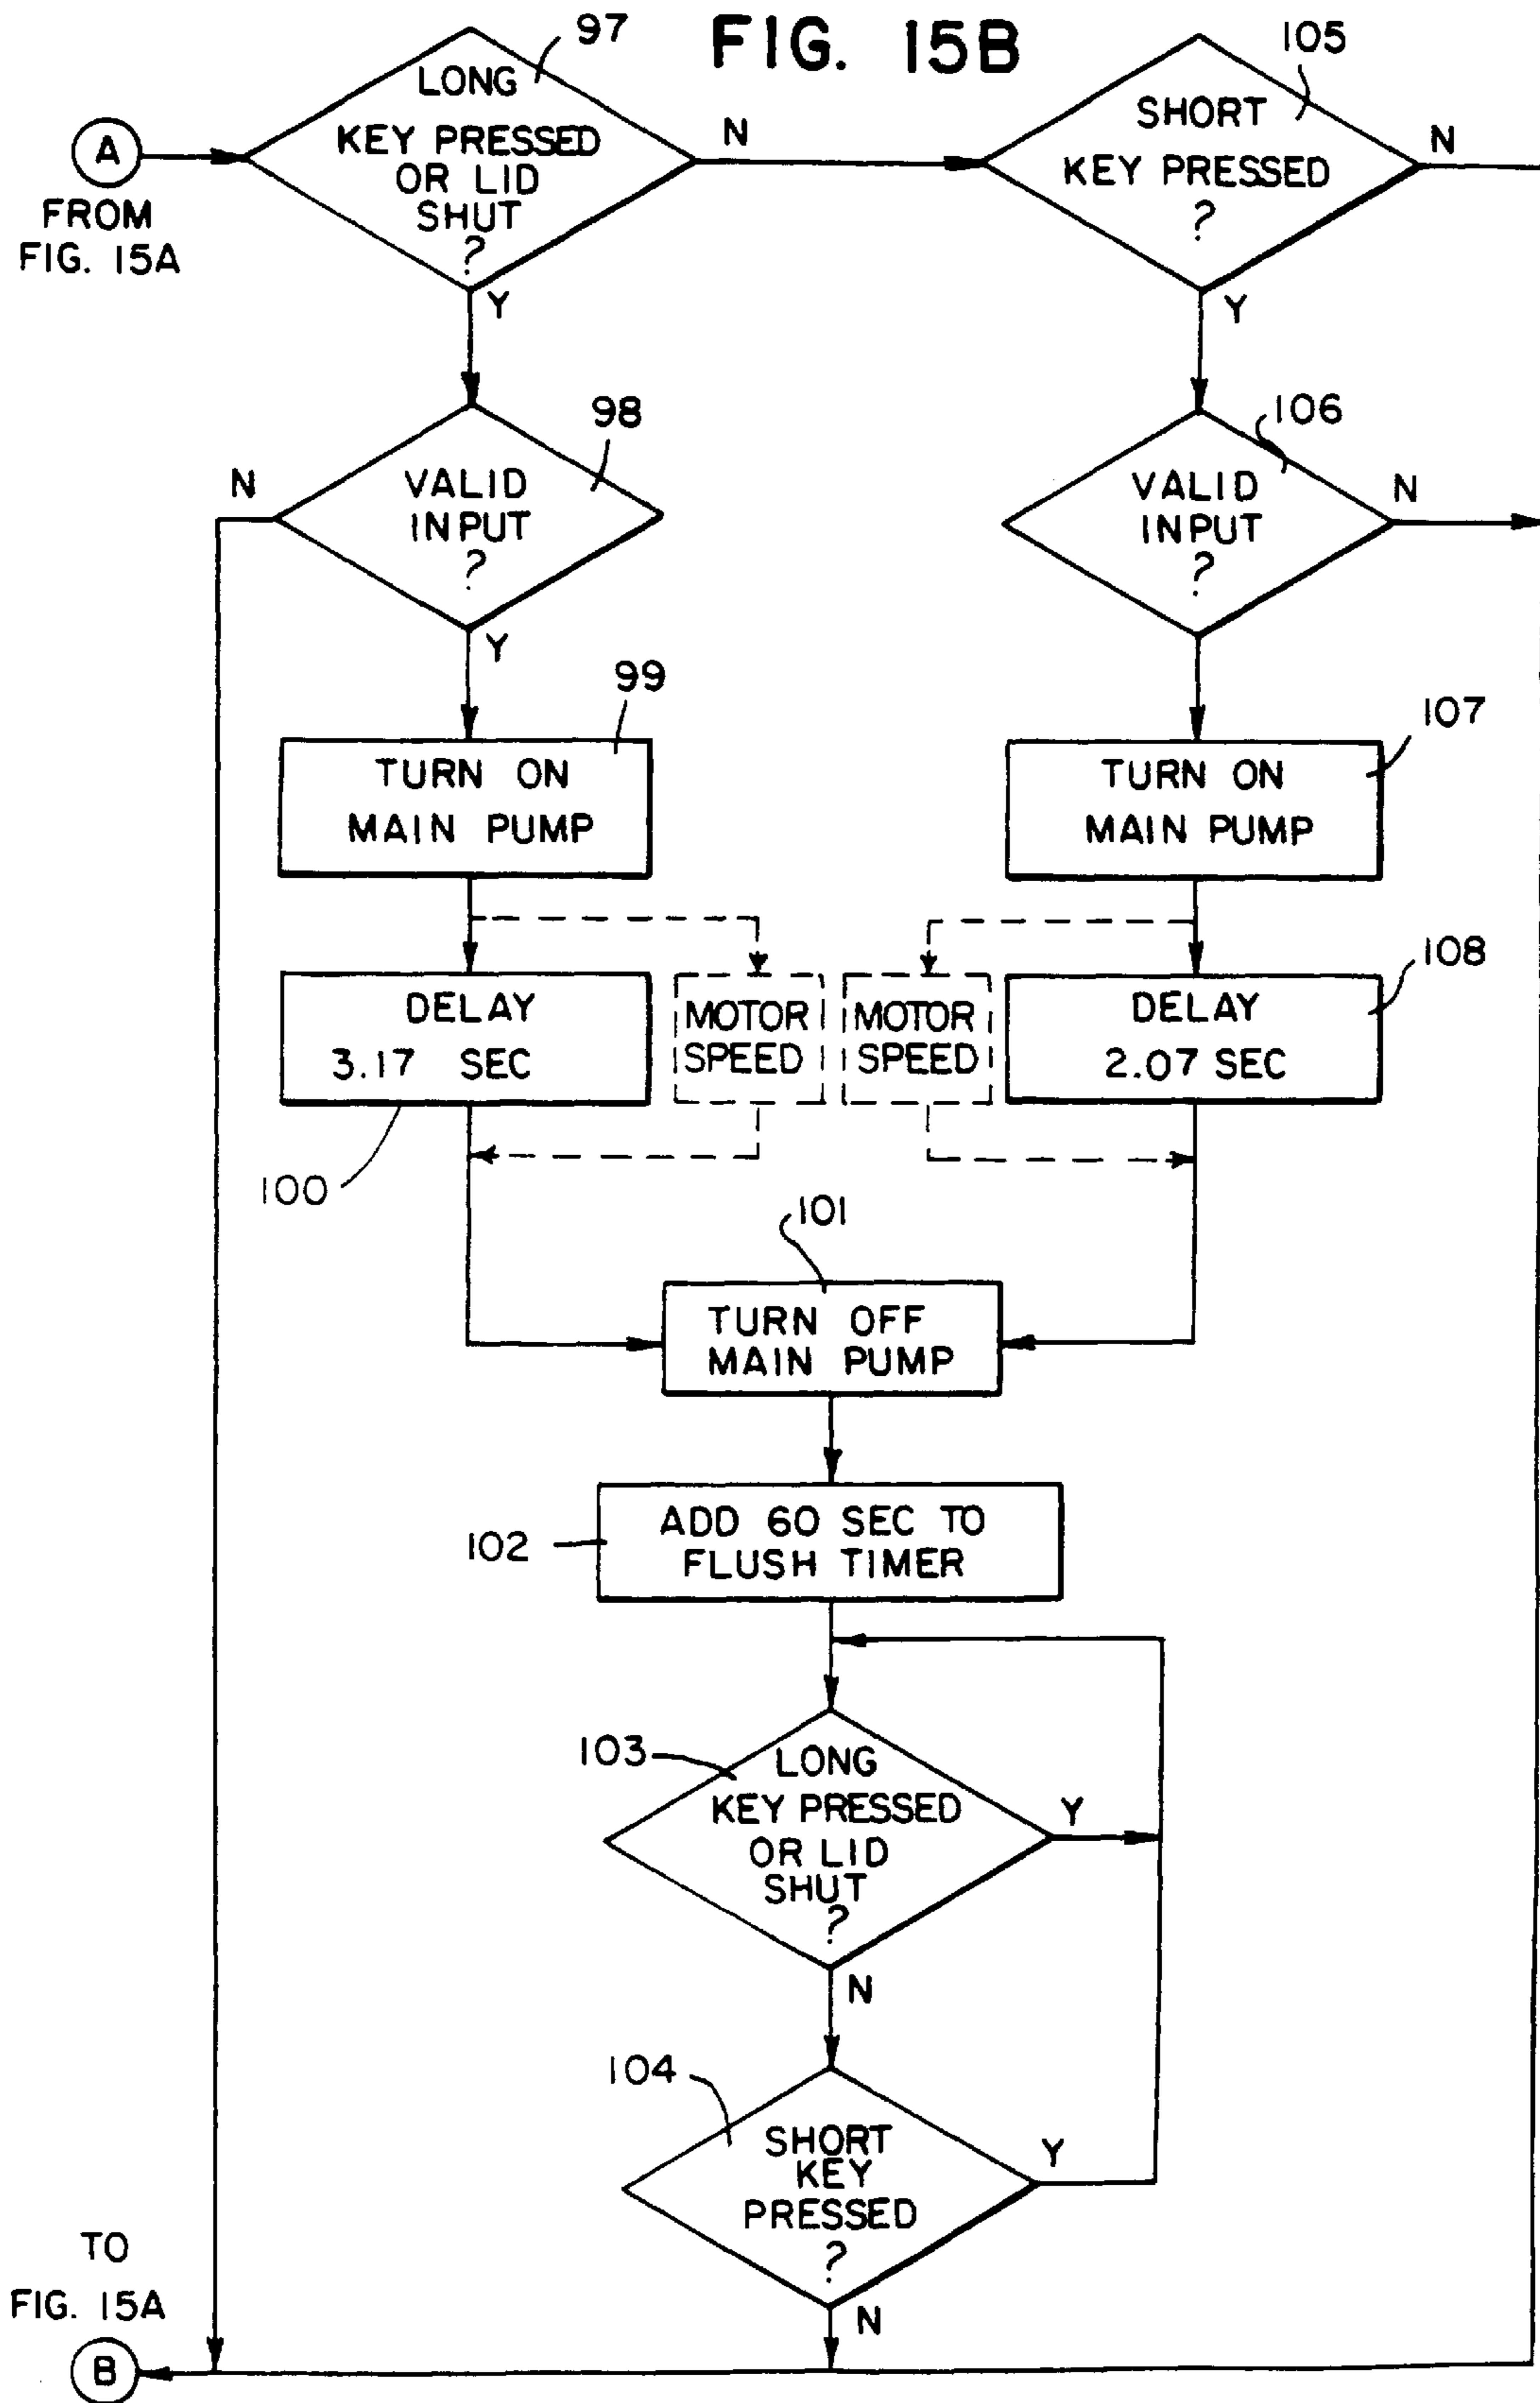 FIG. 15B
97
LONG
KEY PRESSED
OR LID
SHUT
?
N
Y
A
FROM
FIG. 15A
105
SHORT
KEY PRESSED
?
N
Y
98
VALID
INPUT
?
N
Y
106
VALID
INPUT
?
N
99
TURN ON
MAIN PUMP
107
TURN ON
MAIN PUMP
DELAY
3.17 SEC
100
MOTOR
SPEED
MOTOR
SPEED
108
DELAY
2.07 SEC
101
TURN OFF
MAIN PUMP
102
ADD 60 SEC TO
FLUSH TIMER
103
LONG
KEY PRESSED
OR LID
SHUT
?
Y
N
104
SHORT
KEY
PRESSED
?
Y
N
TO
FIG. 15A
B